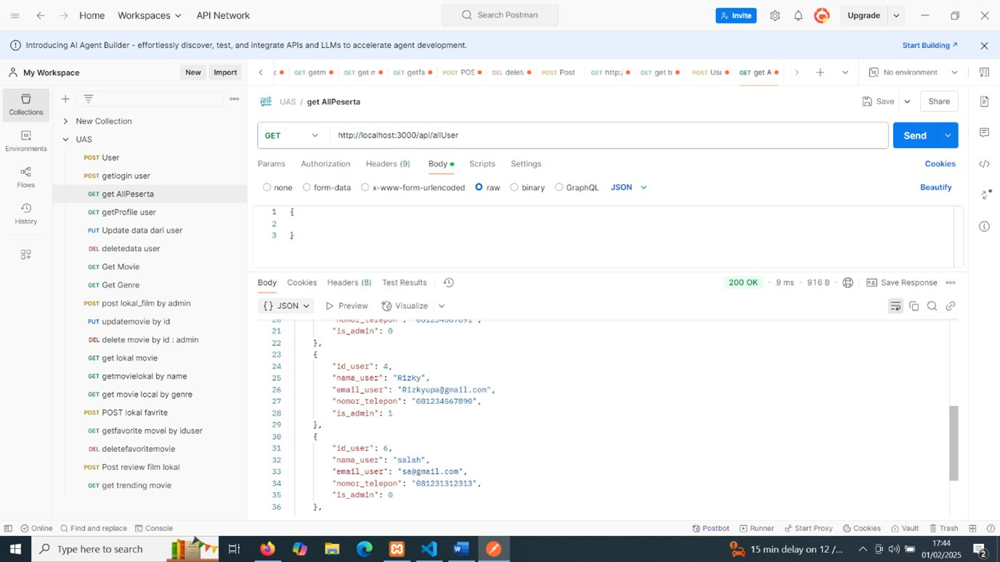 Home Workspaces API Network Search Postman Invite Upgrade
Introducing AI Agent Builder - effortlessly discover, test, and integrate APIs and LLMs to accelerate agent development. Start Building
My Workspace New Import
GET getm GET get m GET getfa POST POS DEL delet POST Post GET http:/ GET get tr POST Use GET get A No environment
Collections
Environments
Flows
History
New Collection
UAS
POST User
POST getlogin user
GET get AllPeserta
GET getProfile user
PUT Update data dari user
DEL deletedata user
GET Get Movie
GET Get Genre
POST post lokal_film by admin
PUT updatemovie by id
DEL delete movie by id : admin
GET get lokal movie
GET getmovielokal by name
GET get movie local by genre
POST POST lokal favrite
GET getfavorite movei by iduser
DEL deletefavoritemovie
POST Post review film lokal
GET get trending movie
HTTP UAS / get AllPeserta Save Share
GET http://localhost:3000/api/allUser Send
Params Authorization Headers (9) Body Scripts Settings Cookies
none form-data x-www-form-urlencoded raw binary GraphQL JSON Beautify
1 {
2
3 }
Body Cookies Headers (8) Test Results 200 OK 9 ms 916 B Save Response
{} JSON Preview Visualize
20 "nomor_telepon": "081234567891",
21 "is_admin": 0
22 },
23 {
24 "id_user": 4,
25 "nama_user": "Rizky",
26 "email_user": "Rizkyupa@gmail.com",
27 "nomor_telepon": "081234567890",
28 "is_admin": 1
29 },
30 {
31 "id_user": 6,
32 "nama_user": "salah",
33 "email_user": "sa@gmail.com",
34 "nomor_telepon": "081231312313",
35 "is_admin": 0
36 },
Online Find and replace Console Postbot Runner Start Proxy Cookies Vault Trash
Type here to search 15 min delay on 12 /... 17:44
01/02/2025 2